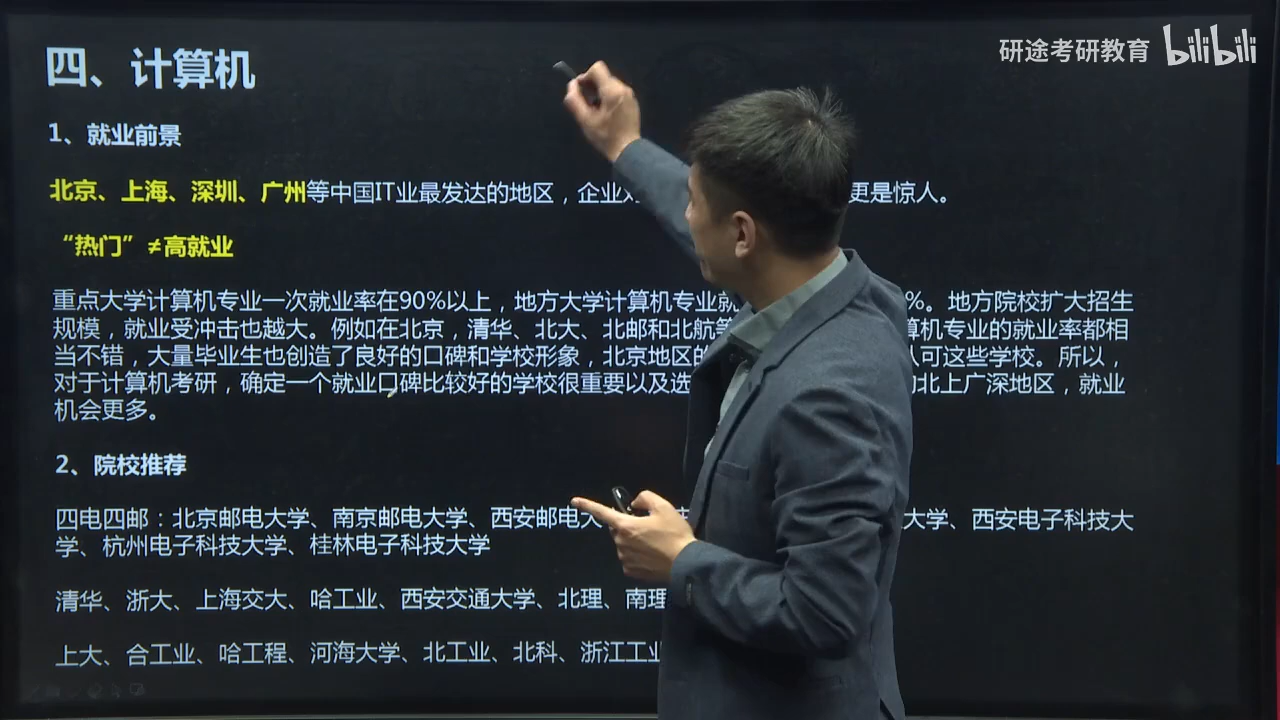 研途考研教育 bilibili
四、计算机
1、就业前景
北京、上海、深圳、广州等中国IT业最发达的地区，企业对 更是惊人。
“热门”≠高就业
重点大学计算机专业一次就业率在90%以上，地方大学计算机专业就 %。地方院校扩大招生
规模，就业受冲击也越大。例如在北京，清华、北大、北邮和北航等 算机专业的就业率都相
当不错，大量毕业生也创造了良好的口碑和学校形象，北京地区的 认可这些学校。所以，
对于计算机考研，确定一个就业口碑比较好的学校很重要以及选 的北上广深地区，就业
机会更多。
2、院校推荐
四电四邮：北京邮电大学、南京邮电大学、西安邮电大 大学、西安电子科技大
学、杭州电子科技大学、桂林电子科技大学
清华、浙大、上海交大、哈工业、西安交通大学、北理、南理
上大、合工业、哈工程、河海大学、北工业、北科、浙江工业